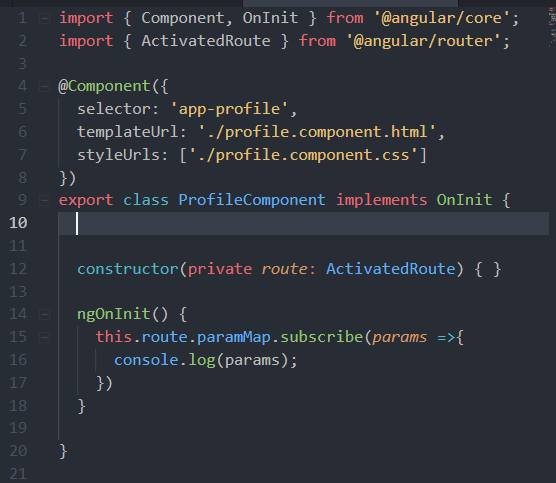 1 import { Component, OnInit } from '@angular/core';
2 import { ActivatedRoute } from '@angular/router';
3
4 @Component({
5   selector: 'app-profile',
6   templateUrl: './profile.component.html',
7   styleUrls: ['./profile.component.css']
8 })
9 export class ProfileComponent implements OnInit {
10
11
12   constructor(private route: ActivatedRoute) { }
13
14   ngOnInit() {
15     this.route.paramMap.subscribe(params =>{
16       console.log(params);
17     })
18   }
19
20 }
21